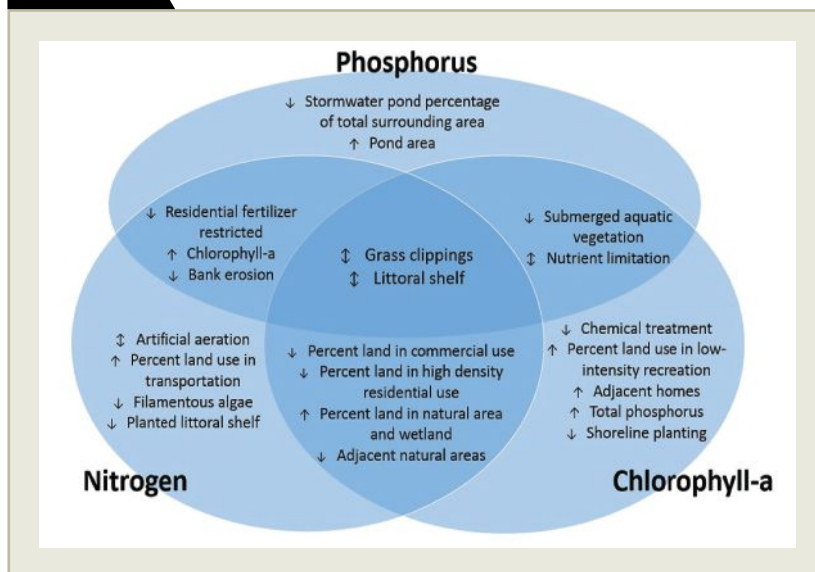 Phosphorus
↓ Stormwater pond percentage
of total surrounding area
↑ Pond area
↓ Residential fertilizer
restricted
↑ Chlorophyll-a
↓ Bank erosion
↕ Grass clippings
↕ Littoral shelf
↓ Submerged aquatic
vegetation
↕ Nutrient limitation
↕ Artificial aeration
↑ Percent land use in
transportation
↓ Filamentous algae
↓ Planted littoral shelf
↓ Percent land in commercial use
↓ Percent land in high density
residential use
↑ Percent land in natural area
and wetland
↓ Adjacent natural areas
↓ Chemical treatment
↑ Percent land use in low-
intensity recreation
↑ Adjacent homes
↑ Total phosphorus
↓ Shoreline planting
Nitrogen
Chlorophyll-a